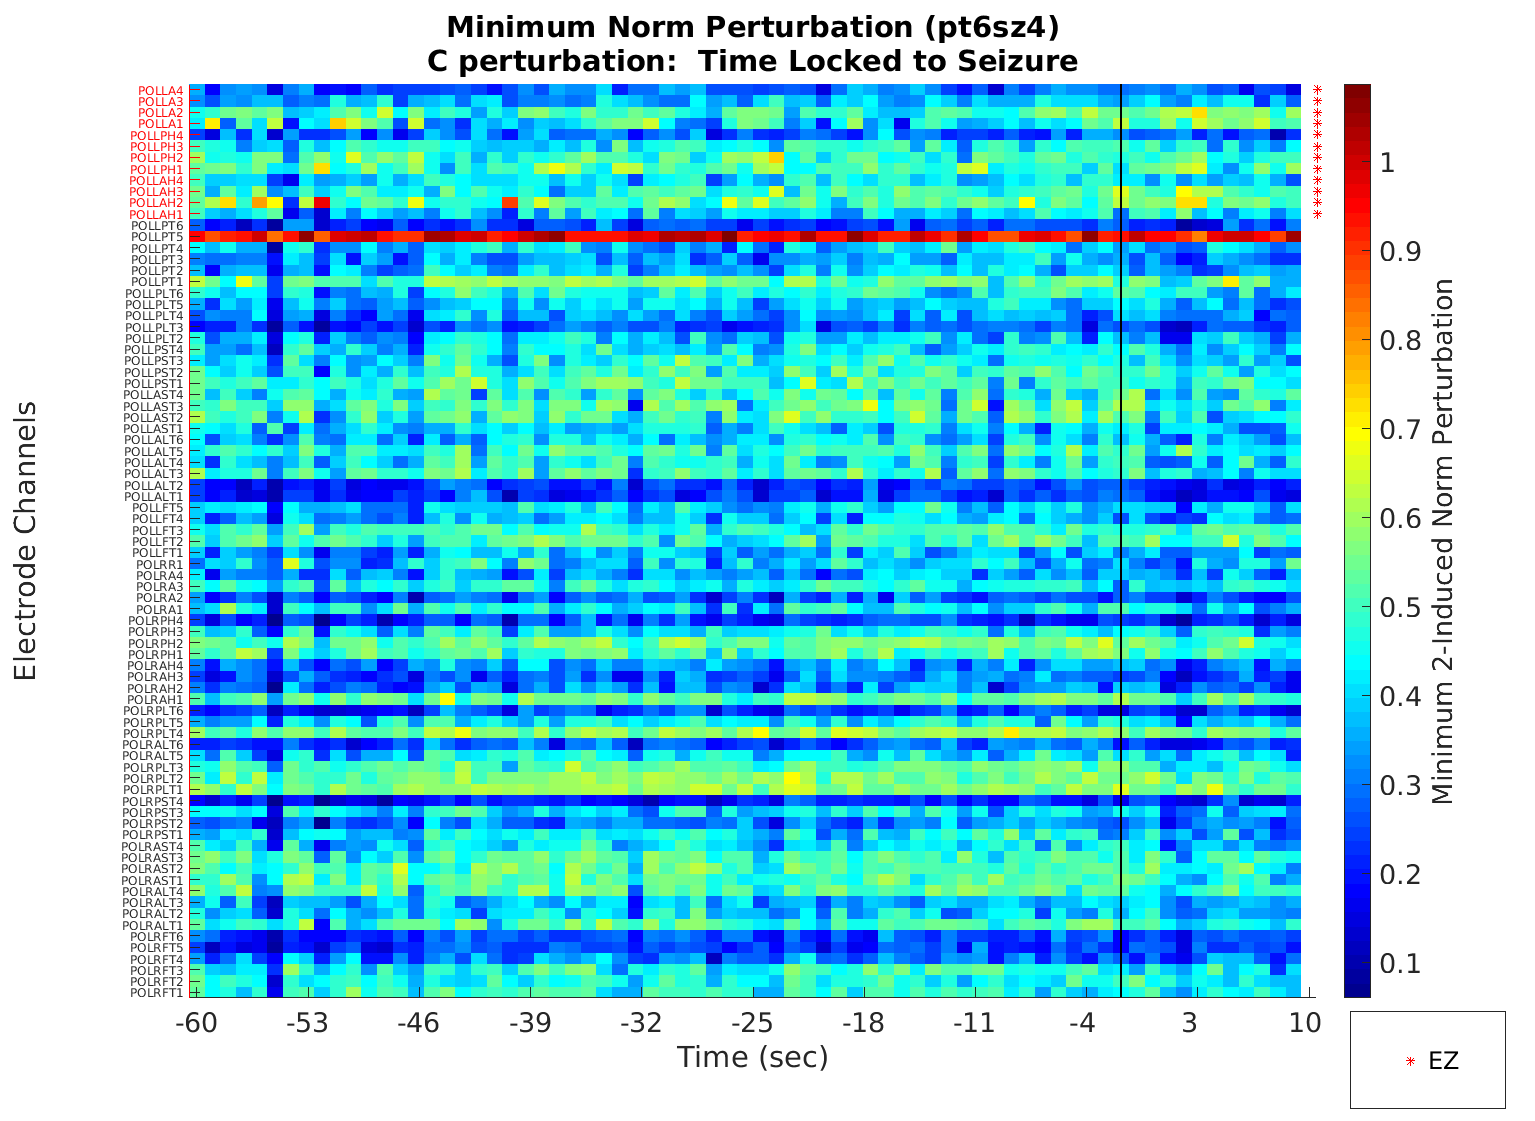 Minimum Norm Perturbation (pt6sz4)
C perturbation:  Time Locked to Seizure
Electrode Channels
POLLA4
POLLA3
POLLA2
POLLA1
POLLPH4
POLLPH3
POLLPH2
POLLPH1
POLLAH4
POLLAH3
POLLAH2
POLLAH1
POLLPT6
POLLPT5
POLLPT4
POLLPT3
POLLPT2
POLLPT1
POLLPLT6
POLLPLT5
POLLPLT4
POLLPLT3
POLLPLT2
POLLPST4
POLLPST3
POLLPST2
POLLPST1
POLLAST4
POLLAST3
POLLAST2
POLLAST1
POLLALT6
POLLALT5
POLLALT4
POLLALT3
POLLALT2
POLLALT1
POLLFT5
POLLFT4
POLLFT3
POLLFT2
POLLFT1
POLRR1
POLRA4
POLRA3
POLRA2
POLRA1
POLRPH4
POLRPH3
POLRPH2
POLRPH1
POLRAH4
POLRAH3
POLRAH2
POLRAH1
POLRPLT6
POLRPLT5
POLRPLT4
POLRALT6
POLRALT5
POLRPLT3
POLRPLT2
POLRPLT1
POLRPST4
POLRPST3
POLRPST2
POLRPST1
POLRAST4
POLRAST3
POLRAST2
POLRAST1
POLRALT4
POLRALT3
POLRALT2
POLRALT1
POLRFT6
POLRFT5
POLRFT4
POLRFT3
POLRFT2
POLRFT1
-60 -53 -46 -39 -32 -25 -18 -11 -4 3 10
Time (sec)
1
0.9
0.8
0.7
0.6
0.5
0.4
0.3
0.2
0.1
Minimum 2-Induced Norm Perturbation
EZ